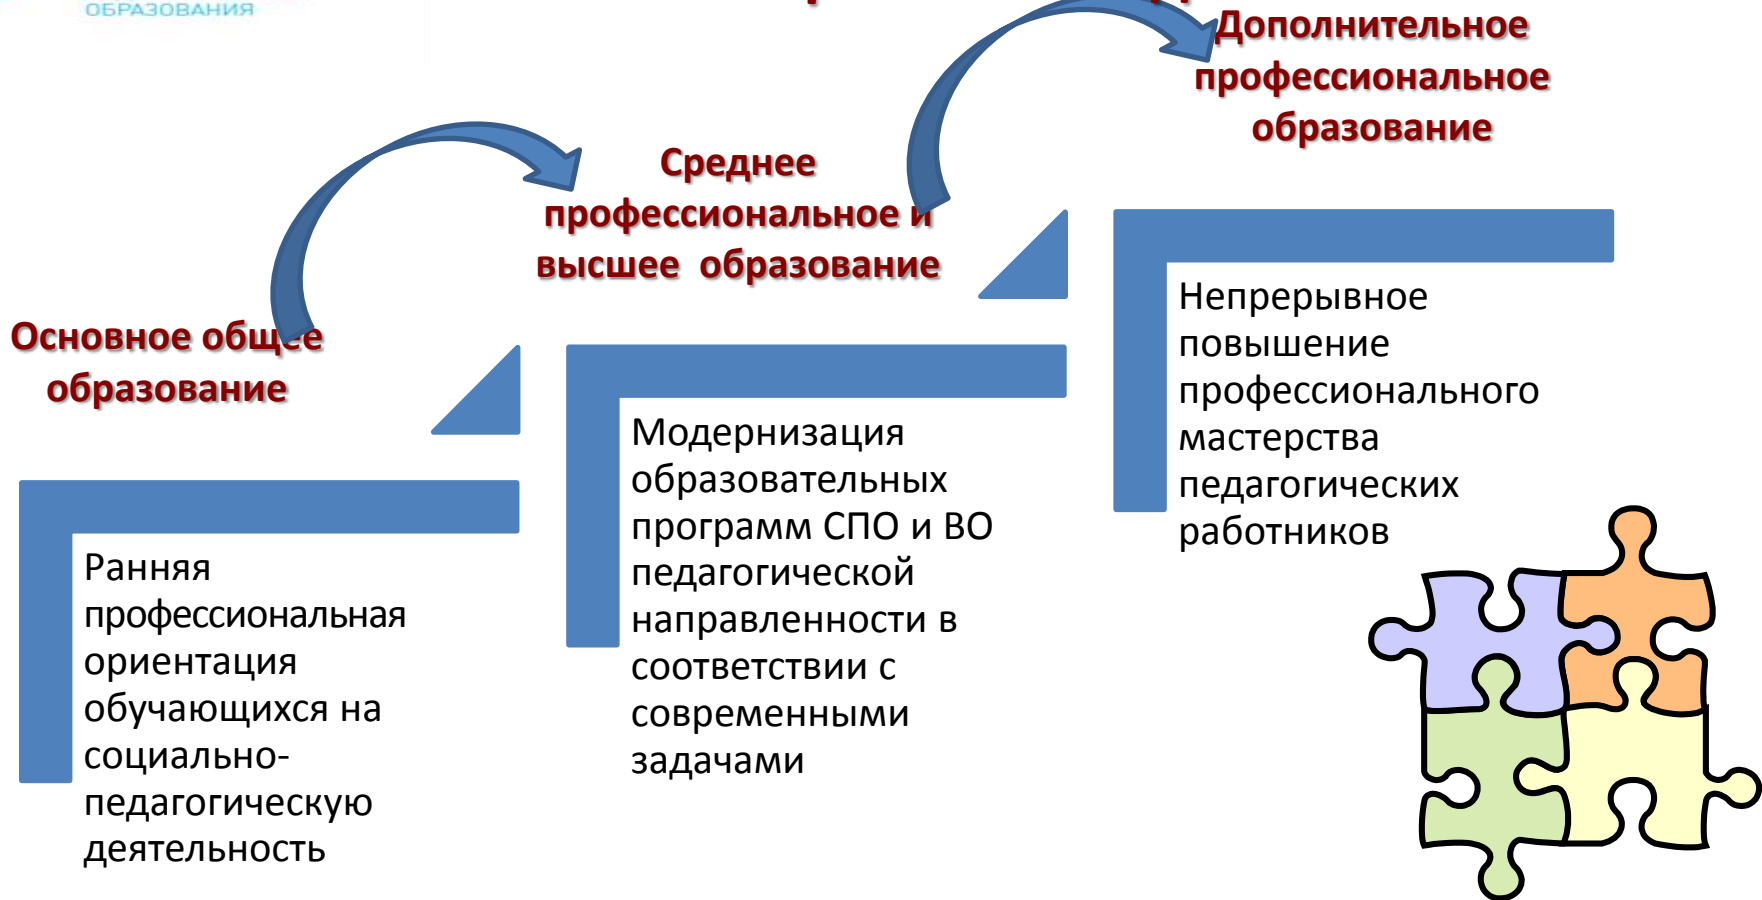 ОБРАЗОВАНИЯ
Дополнительное
профессиональное
образование
Среднее
профессиональное и
высшее образование
Основное общее
образование
Непрерывное
повышение
профессионального
мастерства
педагогических
работников
Модернизация
образовательных
программ СПО и ВО
педагогической
направленности в
соответствии с
современными
задачами
Ранняя
профессиональная
ориентация
обучающихся на
социально-
педагогическую
деятельность